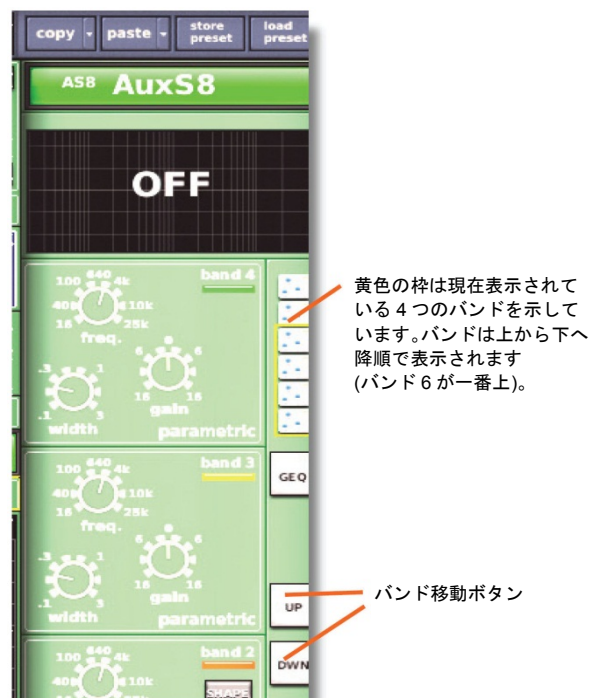 copy paste store preset load preset
AS8 AuxS8
OFF
band 4
640
100 4k
40 10k
16 25k
freq.
6 6
.3 1
16 16
gain
.1 3
width parametric
黄色の枠は現在表示されて
いる 4 つのバンドを示して
います。バンドは上から下へ
降順で表示されます
(バンド 6 が一番上)。
band 3
640
100 4k
40 10k
16 25k
freq.
GEQ
6 6
.3 1
16 16
gain
.1 3
width parametric
UP
バンド移動ボタン
band 2
640
100 4k
40 10k
DWN
SHAPE